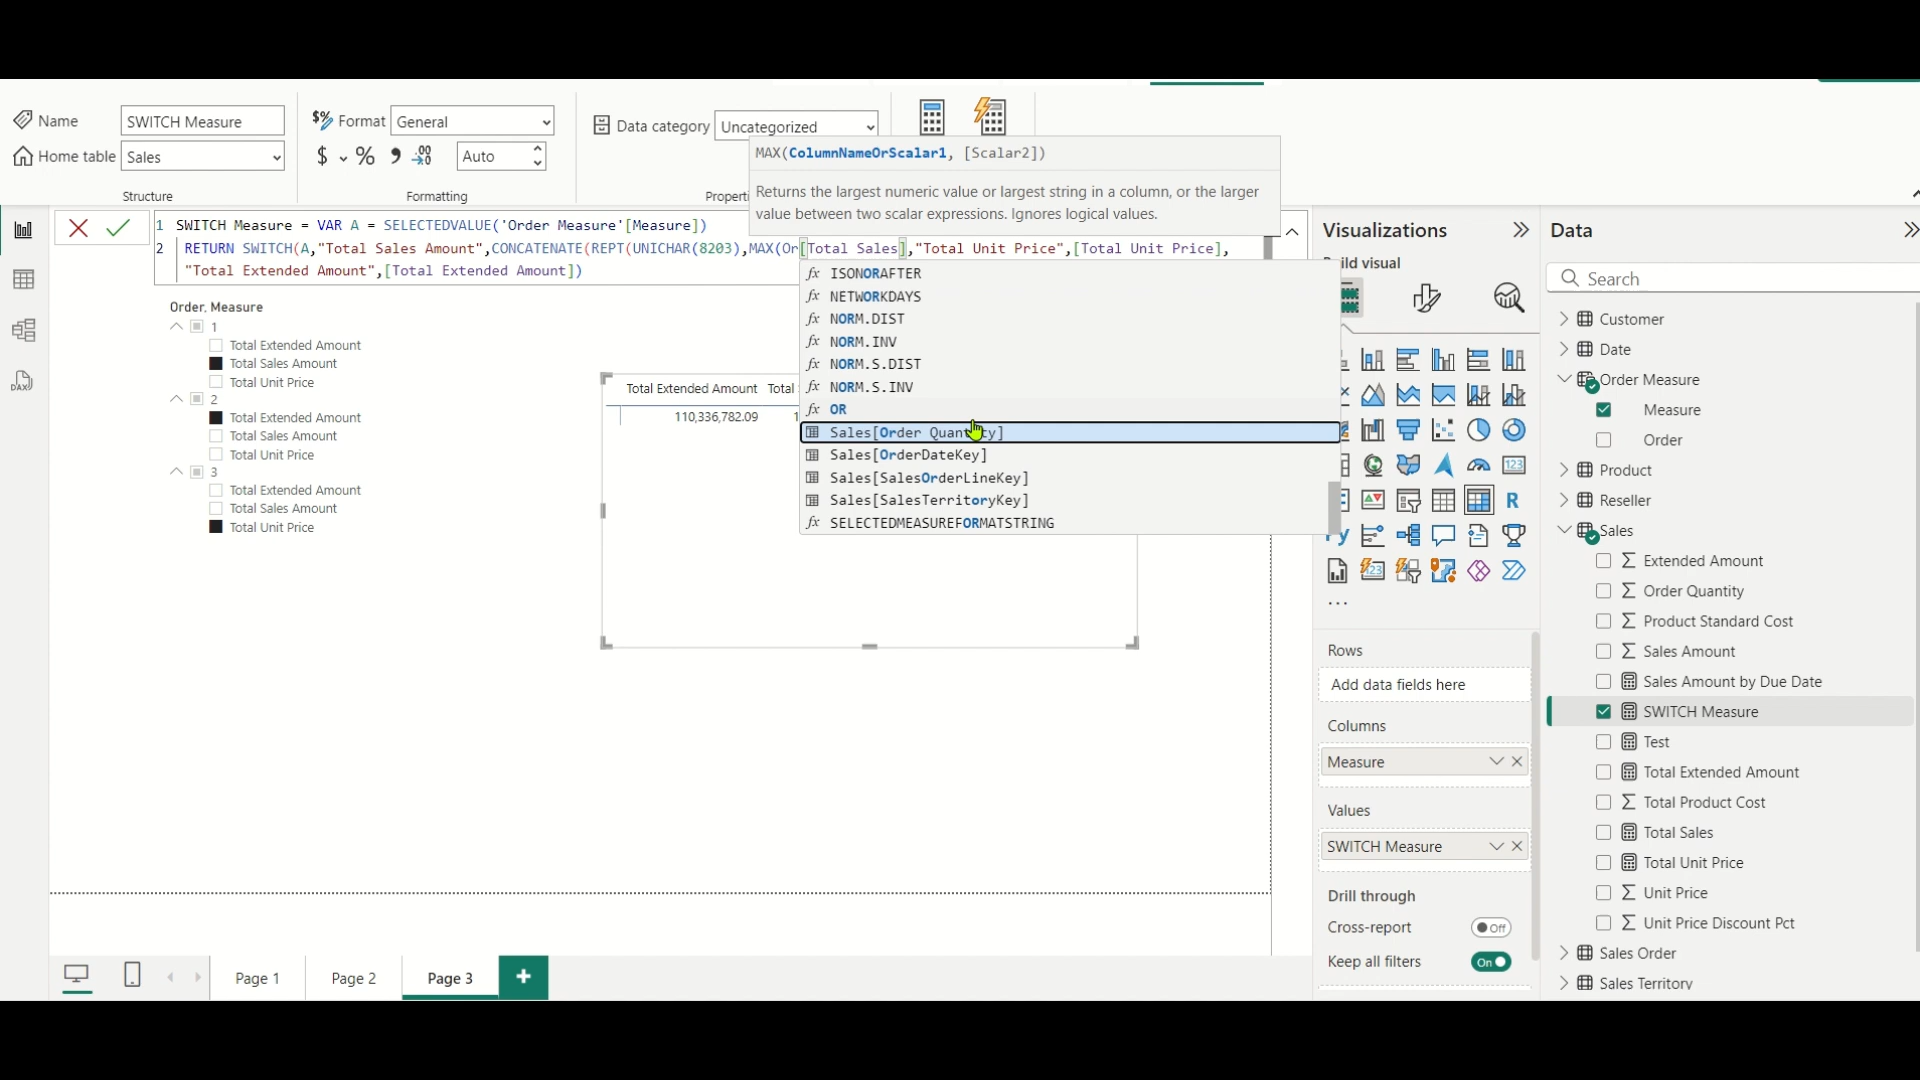 Name
SWITCH Measure
Format
General
Data category
Uncategorized
Home table
Sales
$
%
Auto
Structure
Formatting
MAX(ColumnNameOrScalar1, [Scalar2])
Returns the largest numeric value or largest string in a column, or the larger
value between two scalar expressions. Ignores logical values.
1 SWITCH Measure = VAR A = SELECTEDVALUE('Order Measure'[Measure])
2 RETURN SWITCH(A,"Total Sales Amount",CONCATENATE(REPT(UNICHAR(8203),MAX(Or[Total Sales],"Total Unit Price",[Total Unit Price],
"Total Extended Amount",[Total Extended Amount])
ISONORAFTER
NETWORKDAYS
NORM.DIST
NORM.INV
NORM.S.DIST
NORM.S.INV
OR
Sales[Order Quantity]
Sales[OrderDateKey]
Sales[SalesOrderLineKey]
Sales[SalesTerritoryKey]
SELECTEDMEASUREFORMATSTRING
Order, Measure
1
Total Extended Amount
Total Sales Amount
Total Unit Price
2
Total Extended Amount
Total Sales Amount
Total Unit Price
3
Total Extended Amount
Total Sales Amount
Total Unit Price
Total Extended Amount
110,336,782.09
Page 1
Page 2
Page 3
Visualizations
Rows
Add data fields here
Columns
Measure
Values
SWITCH Measure
Drill through
Cross-report
Off
Keep all filters
On
Data
Search
Customer
Date
Order Measure
Measure
Order
Product
Reseller
Sales
Extended Amount
Order Quantity
Product Standard Cost
Sales Amount
Sales Amount by Due Date
SWITCH Measure
Test
Total Extended Amount
Total Product Cost
Total Sales
Total Unit Price
Unit Price
Unit Price Discount Pct
Sales Order
Sales Territory